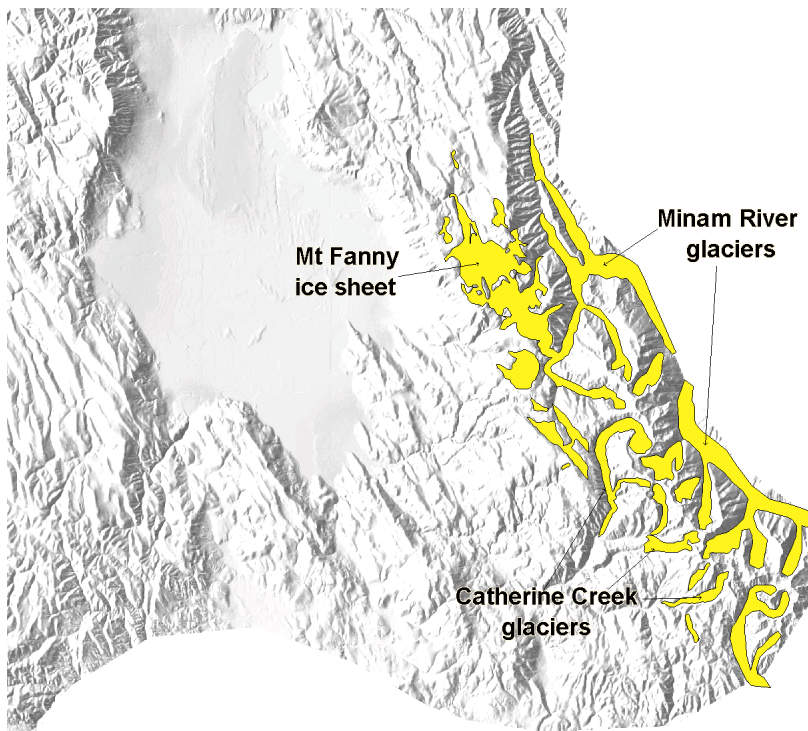 Minam River
glaciers
Mt Fanny
ice sheet
Catherine Creek
glaciers